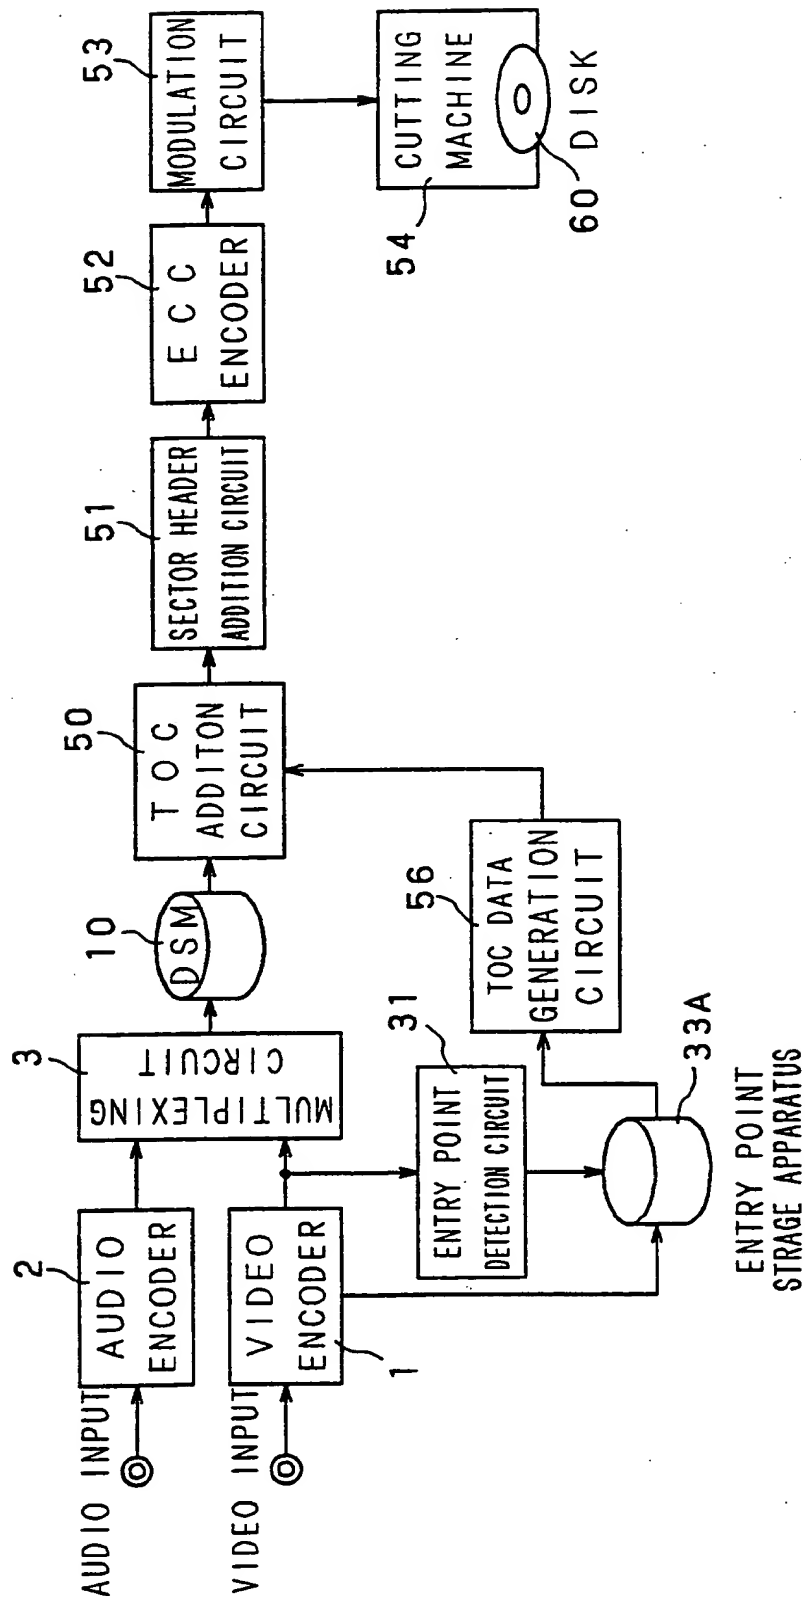 AUDIO INPUT
2
AUDIO
ENCODER
VIDEO INPUT
VIDEO
ENCODER
1
3
MULTIPLEXING
CIRCUIT
10
DSM
50
TOC
ADDITON
CIRCUIT
51
SECTOR HEADER
ADDITION CIRCUIT
52
ECC
ENCODER
53
MODULATION
CIRCUIT
CUTTING
MACHINE
54
60 DISK
31
ENTRY POINT
DETECTION CIRCUIT
33A
ENTRY POINT
STRAGE APPARATUS
56
TOC DATA
GENERATION
CIRCUIT